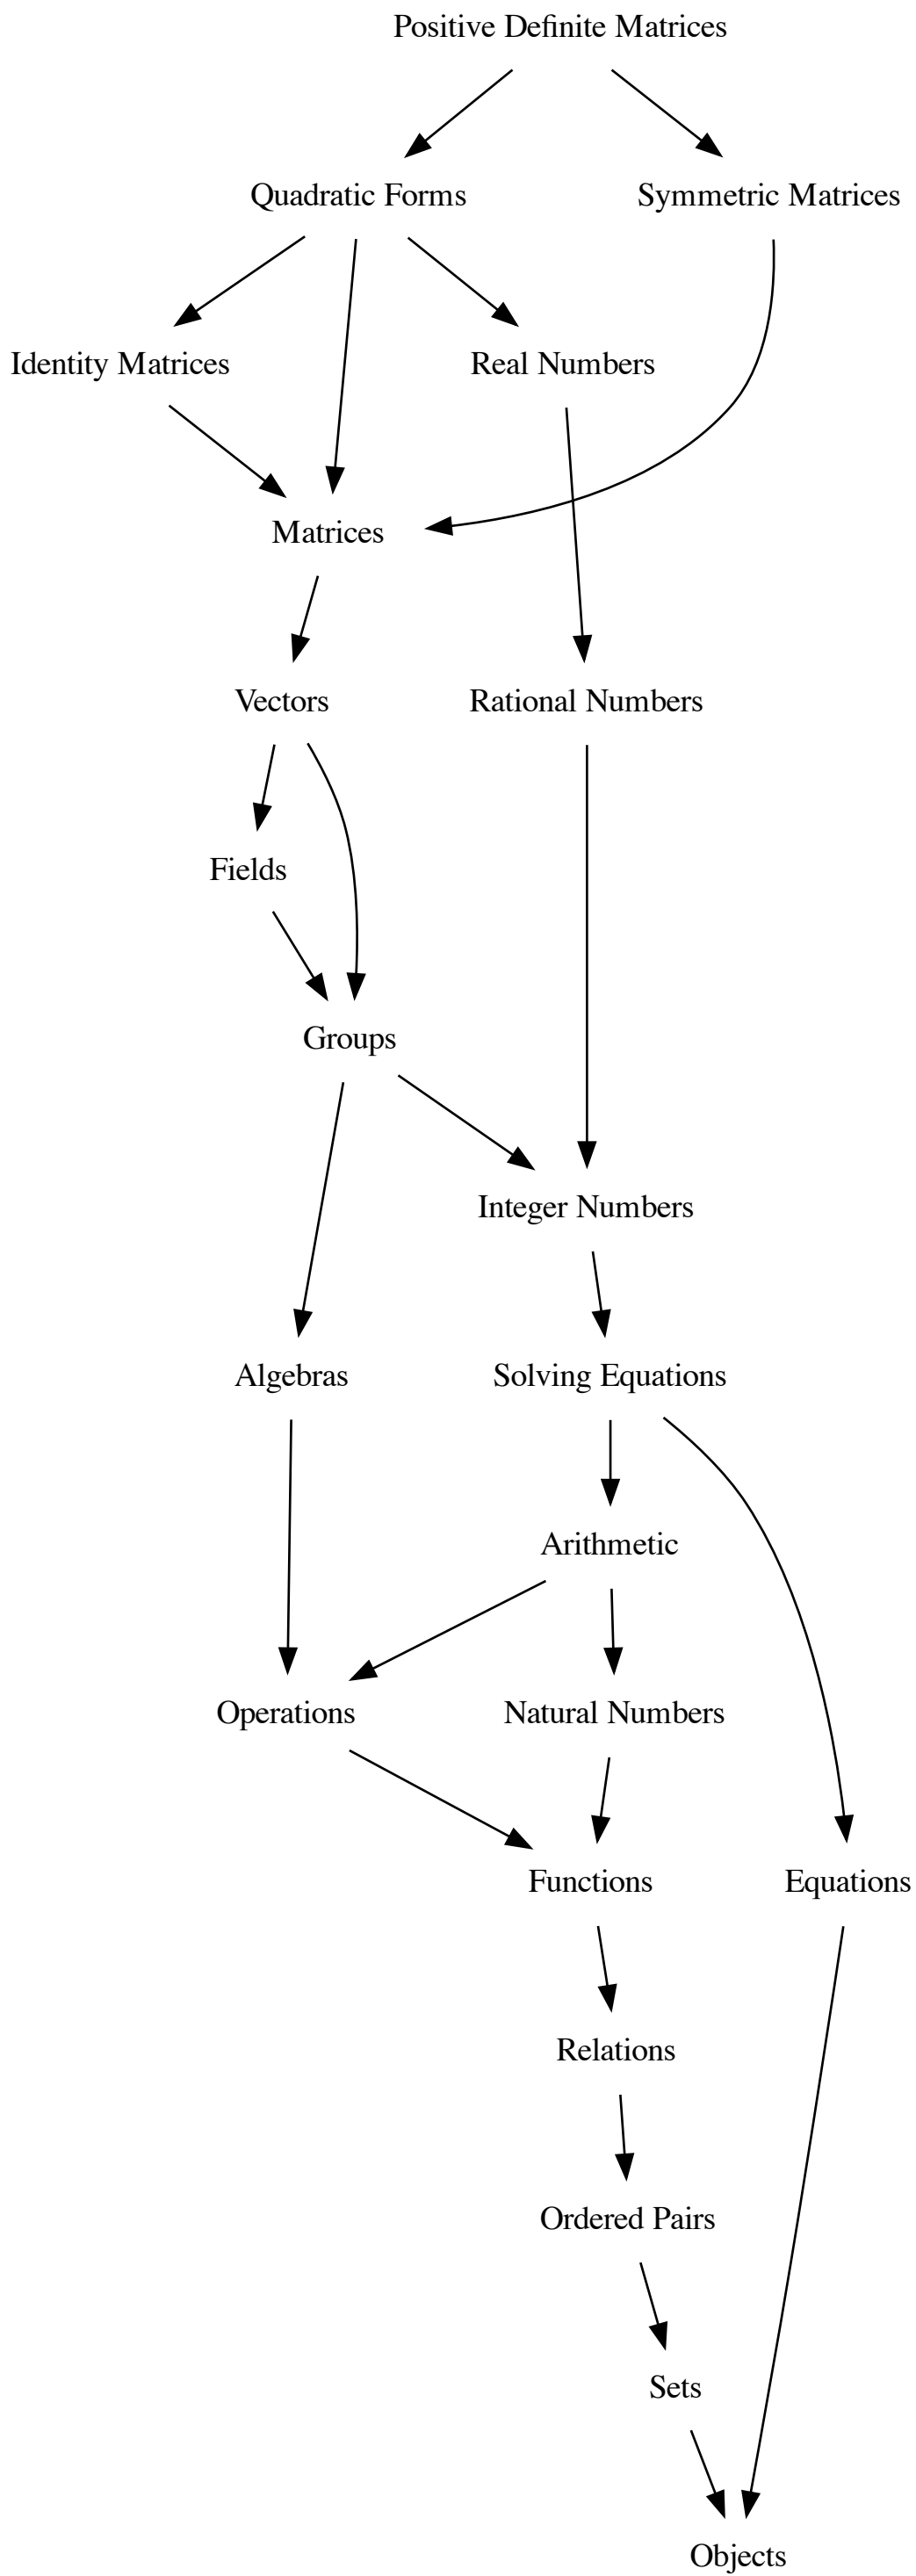 Positive Definite Matrices
Quadratic Forms
Symmetric Matrices
Identity Matrices
Real Numbers
Matrices
Vectors
Rational Numbers
Fields
Groups
Integer Numbers
Algebras
Solving Equations
Arithmetic
Operations
Natural Numbers
Functions
Equations
Relations
Ordered Pairs
Sets
Objects